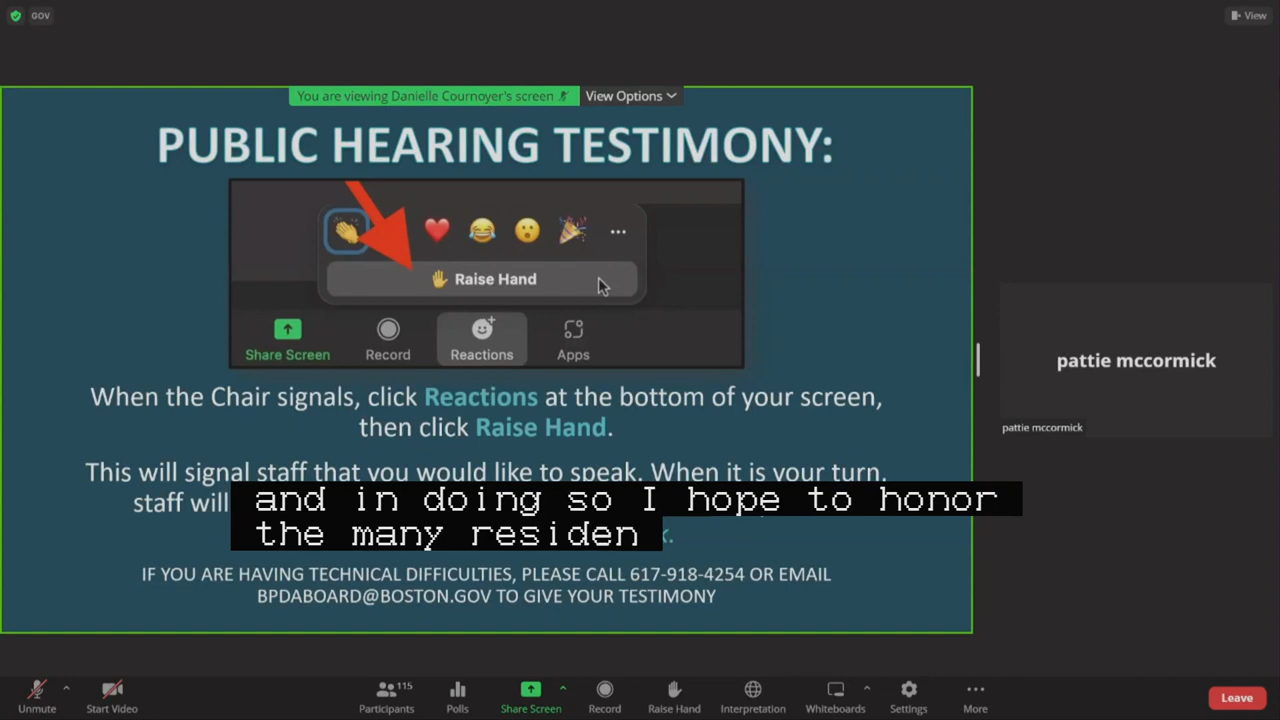 GOV
View
You are viewing Danielle Cournoyer's screen
View Options
PUBLIC HEARING TESTIMONY:
Raise Hand
Share Screen
Record
Reactions
Apps
When the Chair signals, click Reactions at the bottom of your screen,
then click Raise Hand.
This will signal staff that you would like to speak. When it is your turn,
staff will
and in doing so I hope to honor
the many residen
IF YOU ARE HAVING TECHNICAL DIFFICULTIES, PLEASE CALL 617-918-4254 OR EMAIL
BPDABOARD@BOSTON.GOV TO GIVE YOUR TESTIMONY
pattie mccormick
pattie mccormick
Unmute
Start Video
115
Participants
Polls
Share Screen
Record
Raise Hand
Interpretation
Whiteboards
Settings
More
Leave